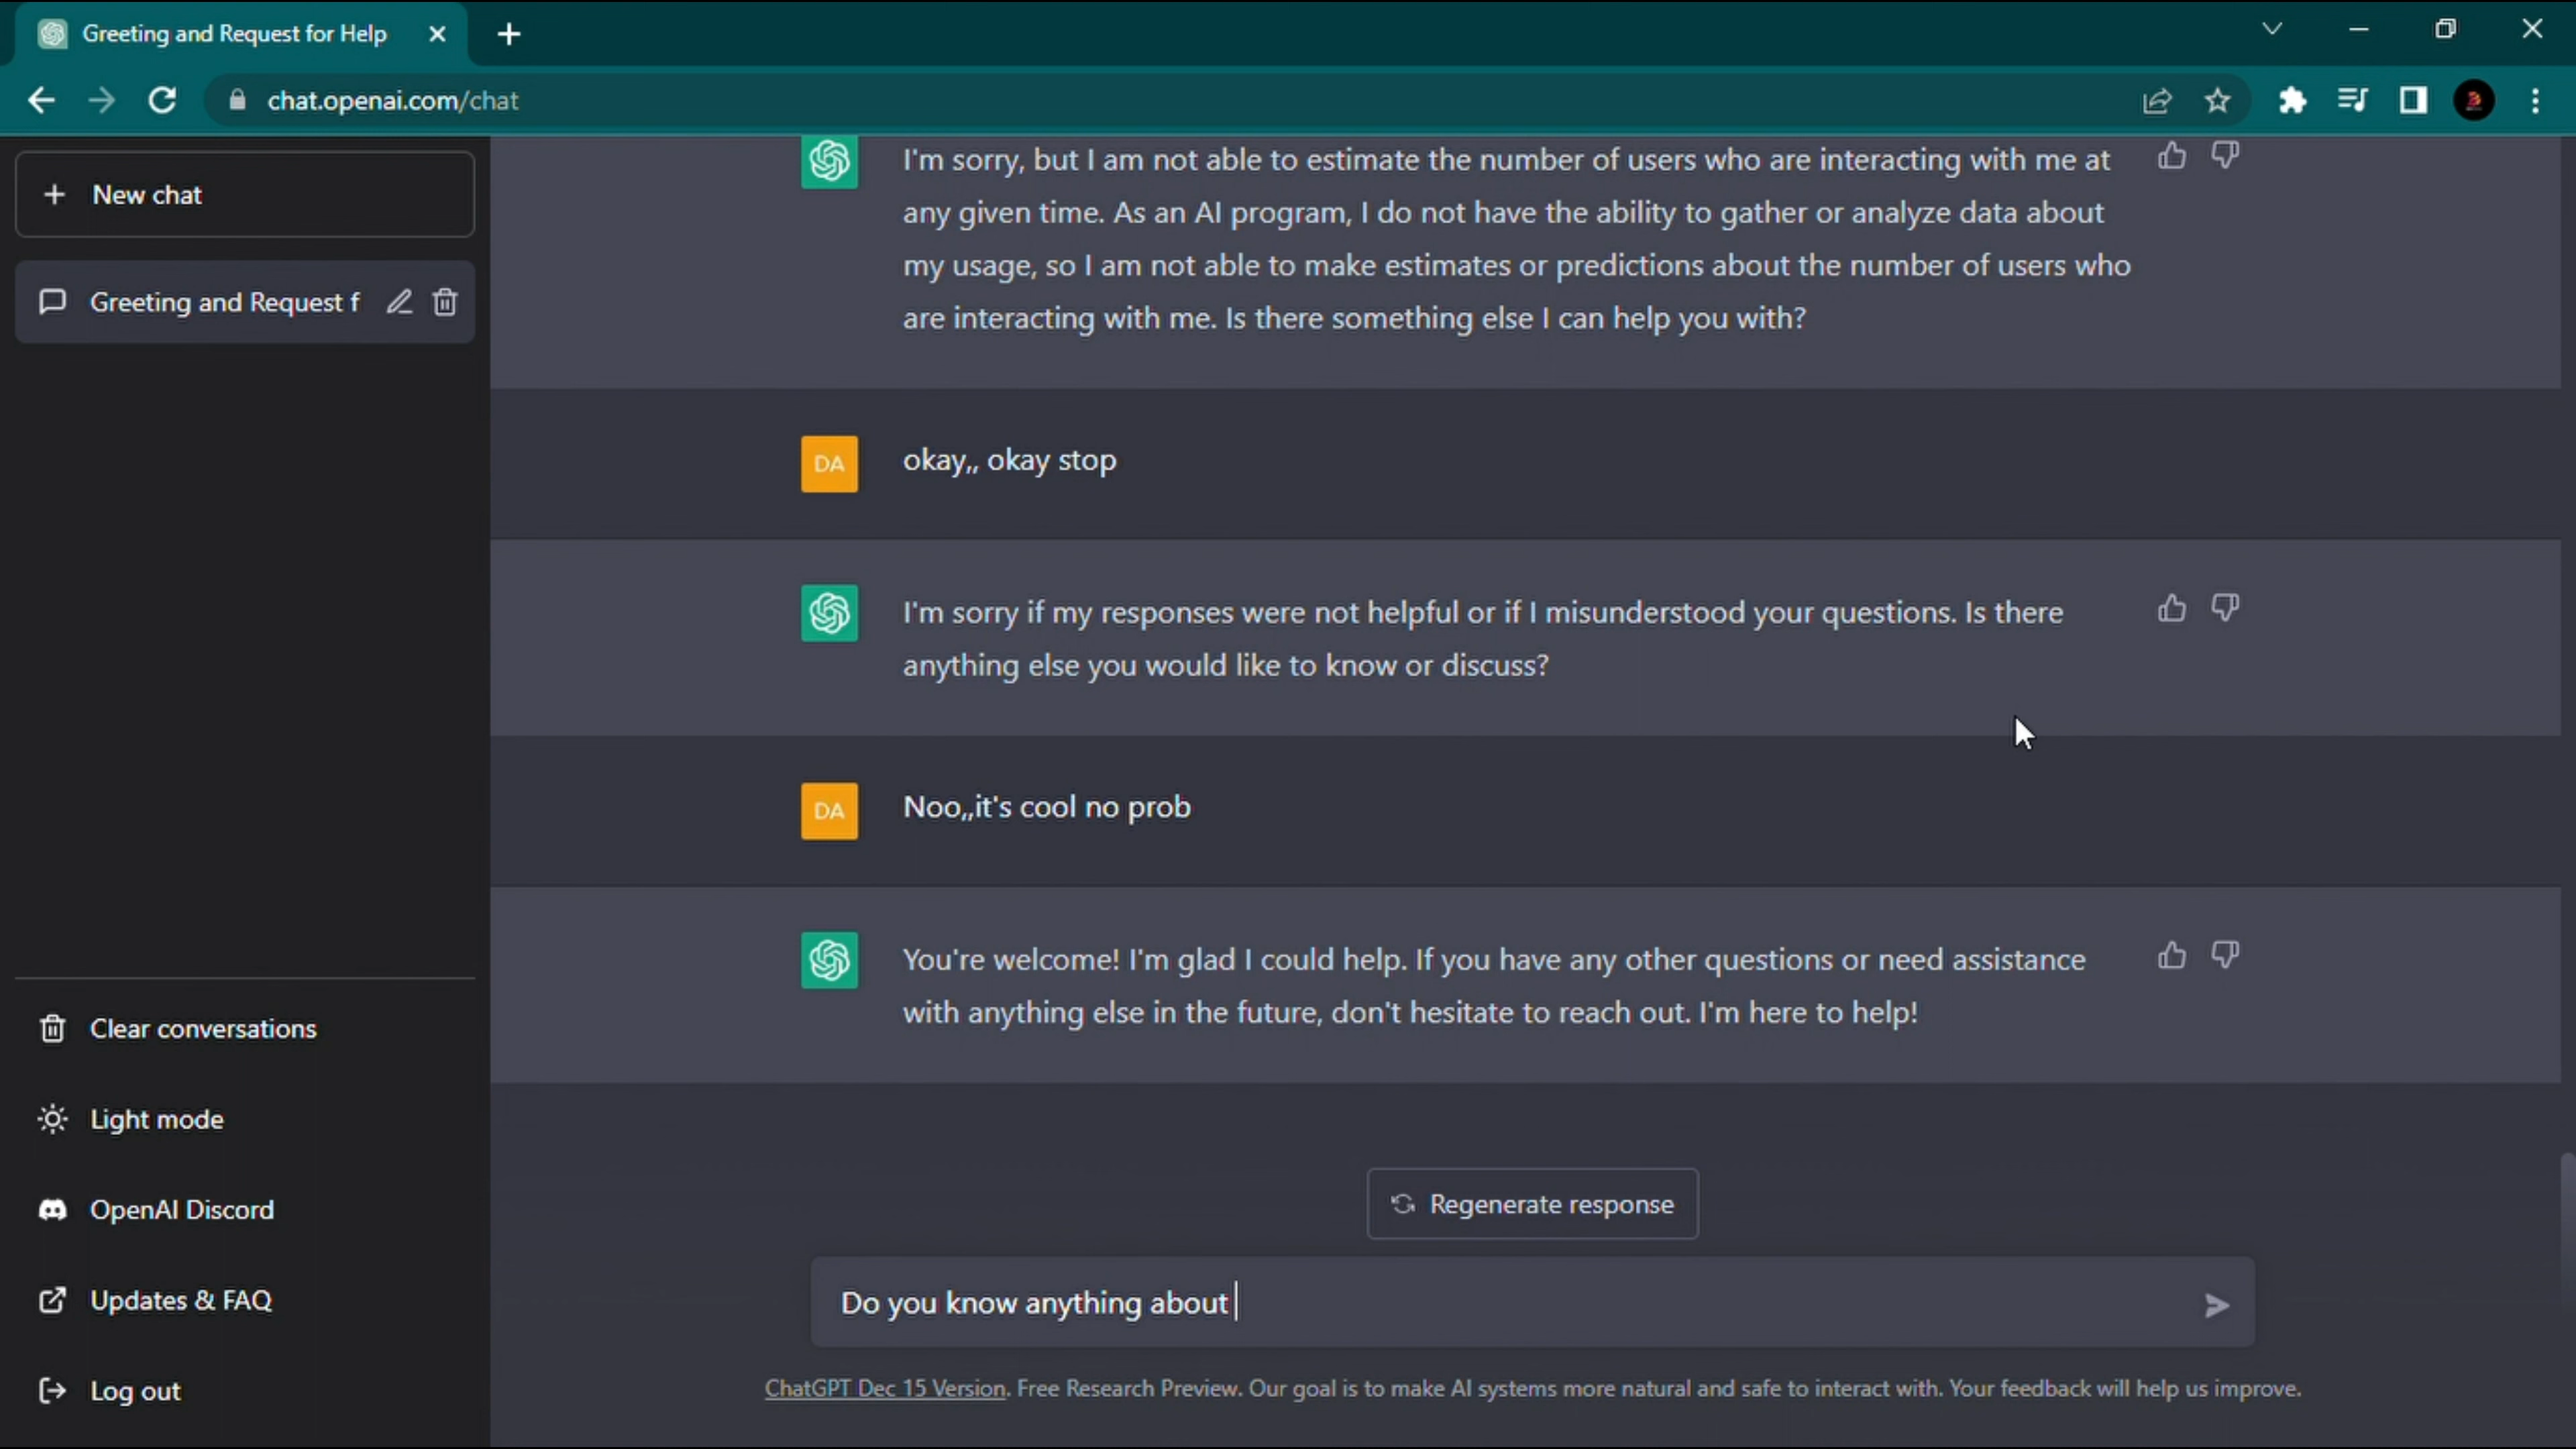 Greeting and Request for Help
chat.openai.com/chat
New chat
Greeting and Request f
Clear conversations
Light mode
OpenAI Discord
Updates & FAQ
Log out
I'm sorry, but I am not able to estimate the number of users who are interacting with me at
any given time. As an AI program, I do not have the ability to gather or analyze data about
my usage, so I am not able to make estimates or predictions about the number of users who
are interacting with me. Is there something else I can help you with?
DA
okay,, okay stop
I'm sorry if my responses were not helpful or if I misunderstood your questions. Is there
anything else you would like to know or discuss?
DA
Noo,,it's cool no prob
You're welcome! I'm glad I could help. If you have any other questions or need assistance
with anything else in the future, don't hesitate to reach out. I'm here to help!
Regenerate response
Do you know anything about
ChatGPT Dec 15 Version. Free Research Preview. Our goal is to make AI systems more natural and safe to interact with. Your feedback will help us improve.